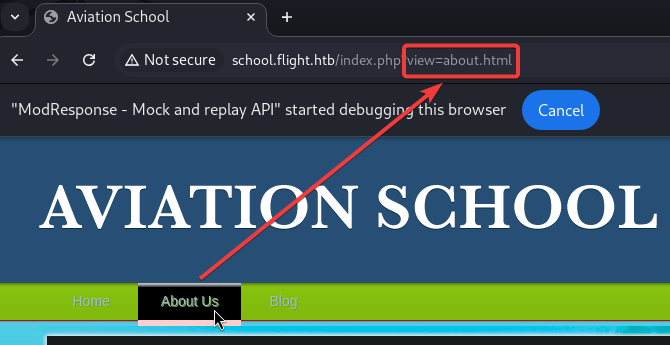 Aviation School
Not secure school.flight.htb/index.php?view=about.html
"ModResponse - Mock and replay API" started debugging this browser Cancel
AVIATION SCHOOL
Home About Us Blog